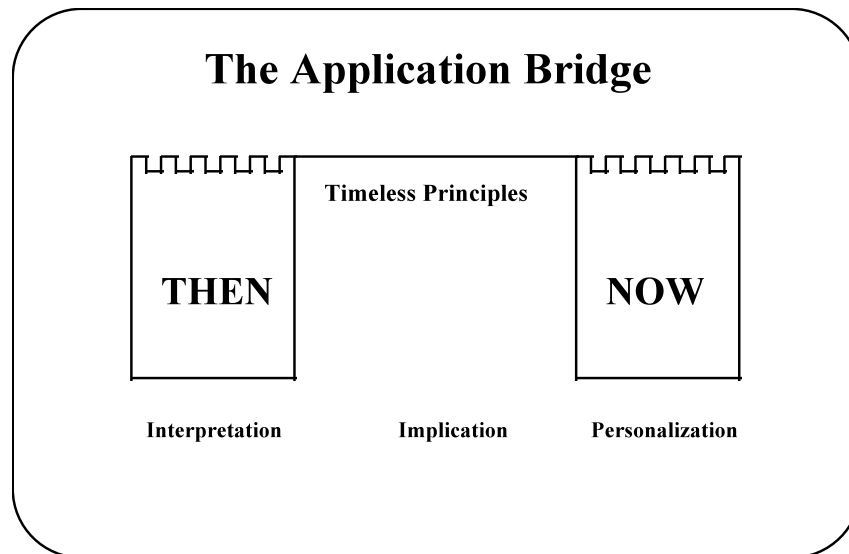 The Application Bridge
Timeless Principles
THEN
NOW
Interpretation
Implication
Personalization